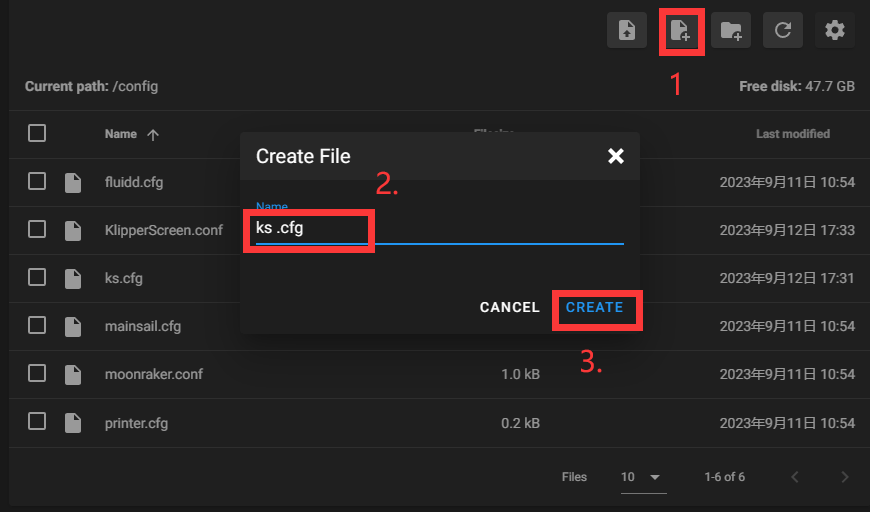 1
Current path: /config
Free disk: 47.7 GB
Name
Last modified
Create File
2.
Name
ks .cfg
CANCEL
CREATE
3.
fluidd.cfg
2023年9月11日 10:54
KlipperScreen.conf
2023年9月12日 17:33
ks.cfg
2023年9月12日 17:31
mainsail.cfg
2023年9月11日 10:54
moonraker.conf
1.0 kB
2023年9月11日 10:54
printer.cfg
0.2 kB
2023年9月11日 10:54
Files
10
1-6 of 6